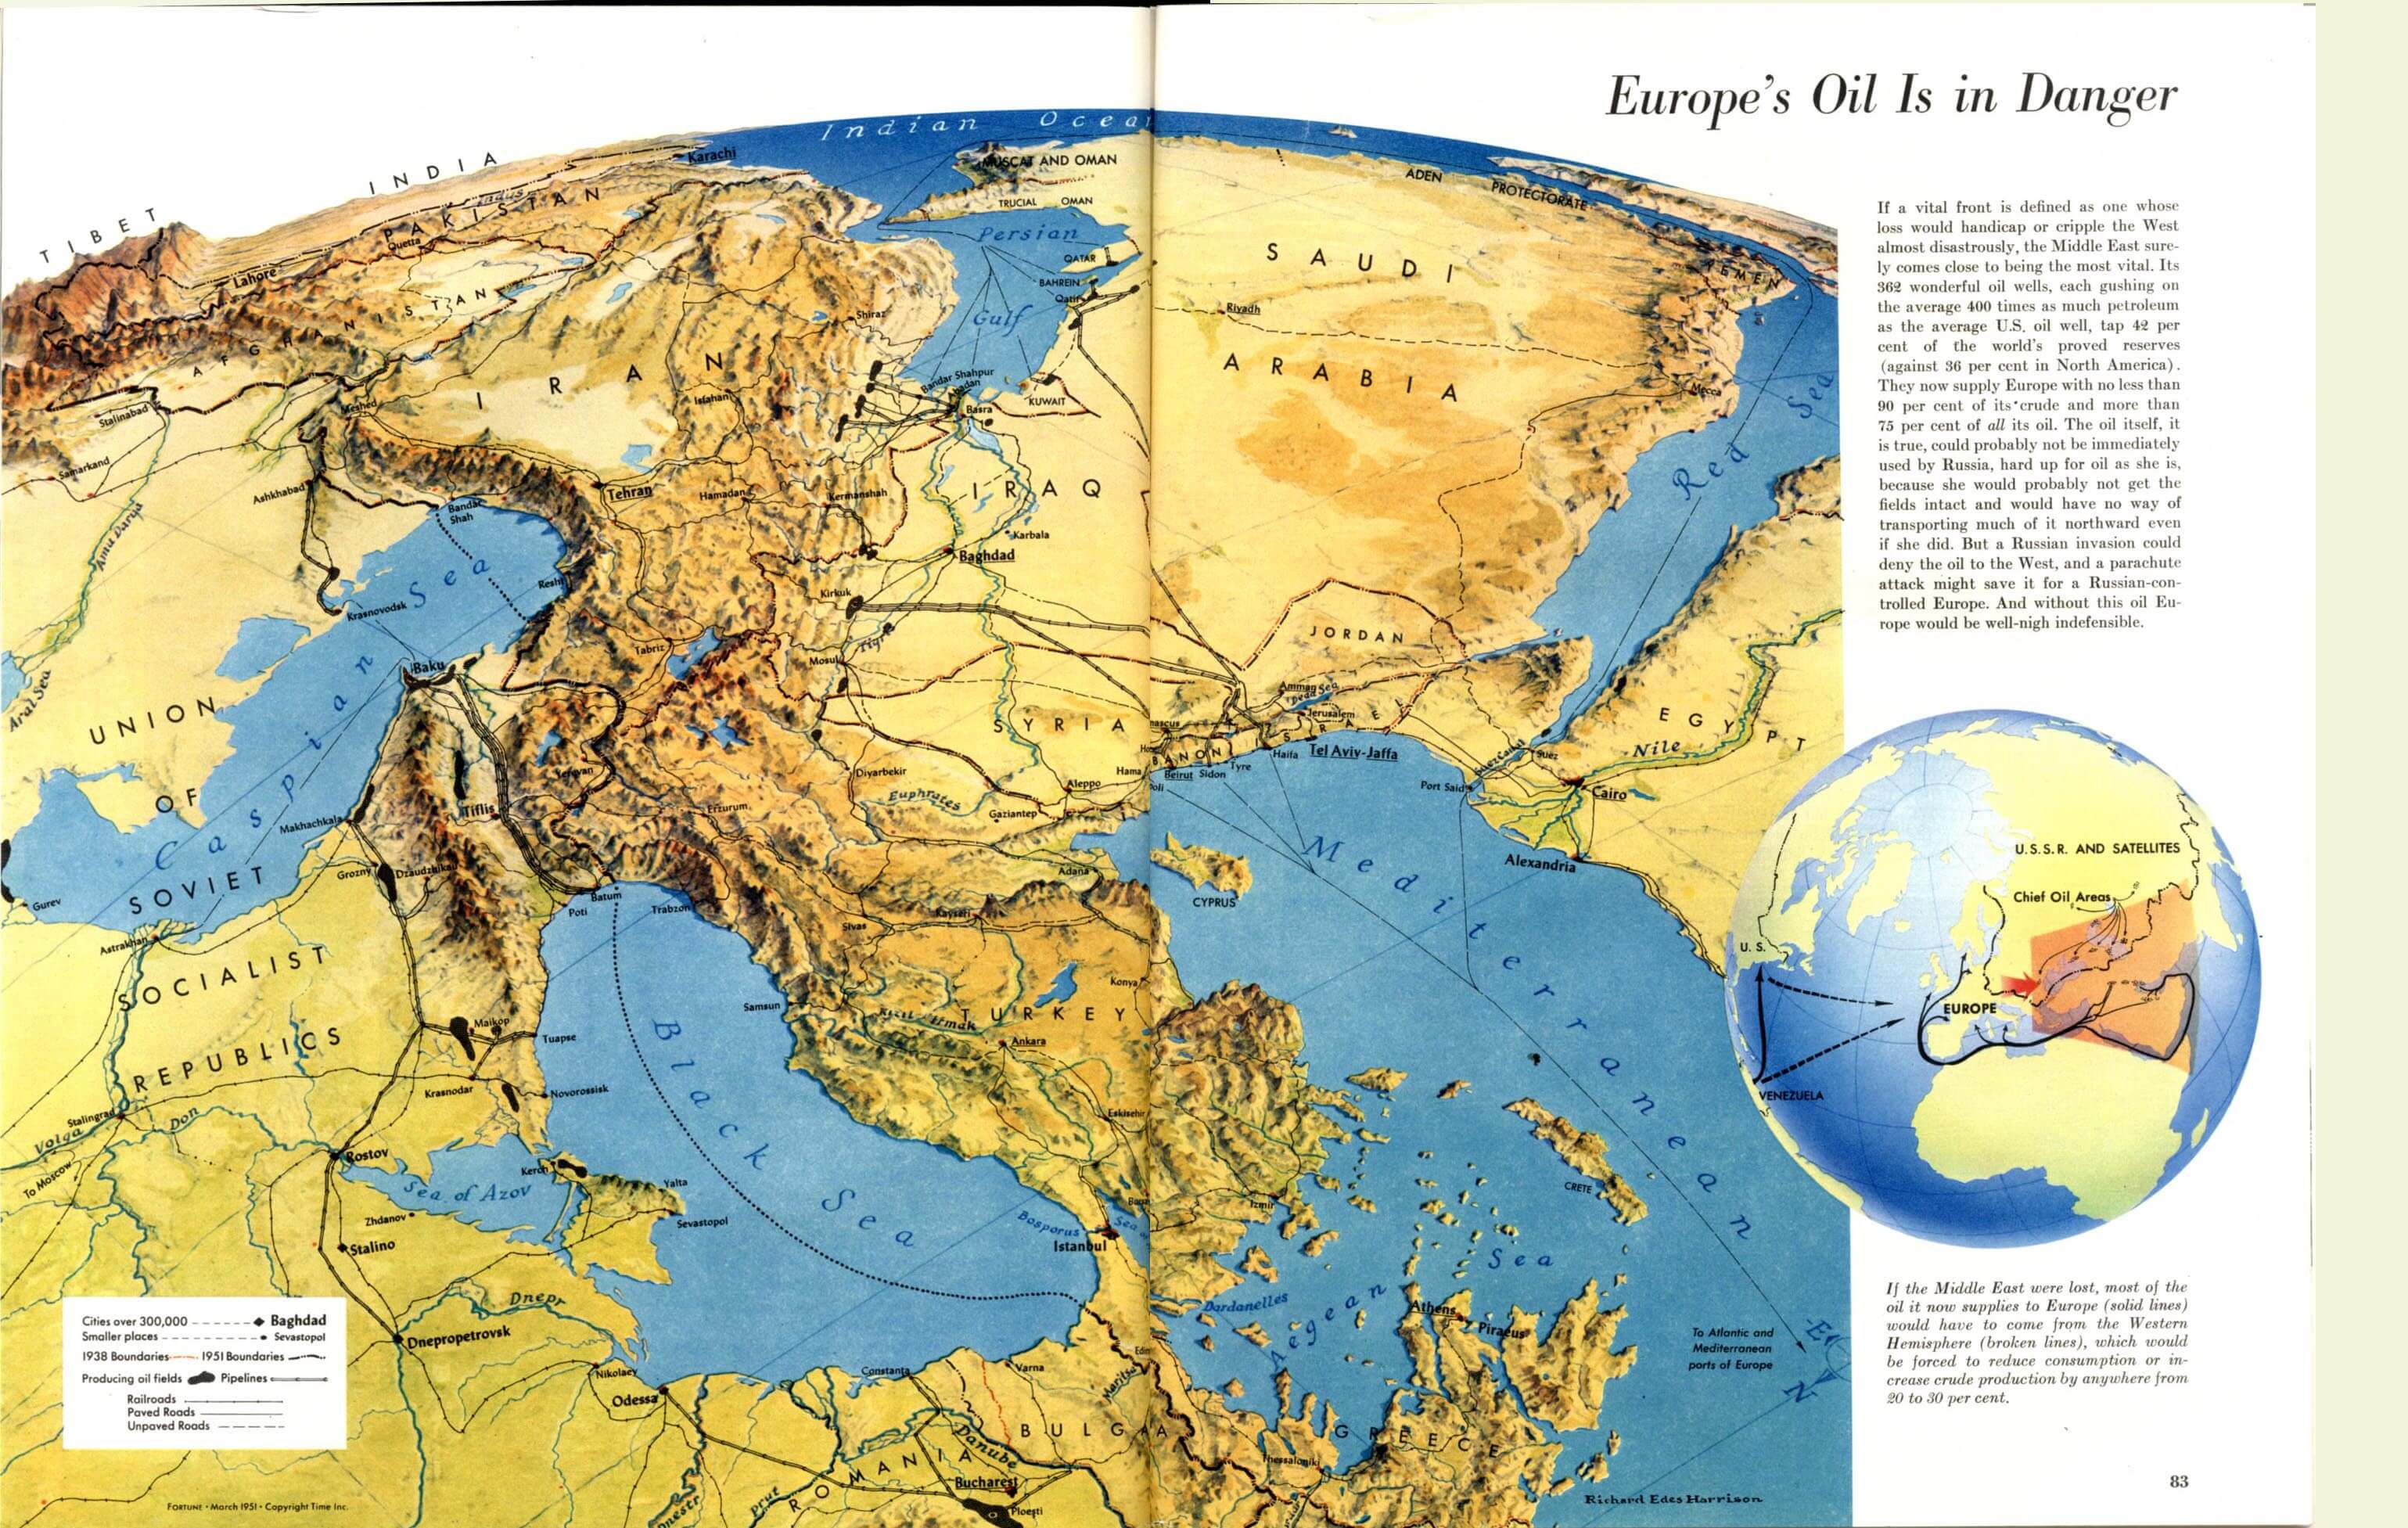 Europe's Oil Is in Danger
If a vital front is defined as one whose
loss would handicap or cripple the West
almost disastrously, the Middle East sure-
ly comes close to being the most vital. Its
362 wonderful oil wells, each gushing on
the average 400 times as much petroleum
as the average U.S. oil well, tap 42 per
cent of the world's proved reserves
(against 36 per cent in North America).
They now supply Europe with no less than
90 per cent of its crude and more than
75 per cent of all its oil. The oil itself, it
is true, could probably not be immediately
used by Russia, hard up for oil as she is,
because she would probably not get the
fields intact and would have no way of
transporting much of it northward even
if she did. But a Russian invasion could
deny the oil to the West, and a parachute
attack might save it for a Russian-con-
trolled Europe. And without this oil Eu-
rope would be well-nigh indefensible.
Indian Ocean
TIBET
INDIA
PAKISTAN
Indus
Karachi
Quetta
Lahore
AFGHANISTAN
MUSCAT AND OMAN
TRUCIAL OMAN
Persian
Gulf
QATAR
BAHREIN
Qatif
ADEN PROTECTORATE
YEMEN
SAUDI
ARABIA
Riyadh
Mecca
Red Sea
Shiraz
IRAN
Bandar Shahpur
KUWAIT
Basra
Isfahan
Meshed
Stalinabad
Samarkand
Ashkhabad
Tehran
Hamadan
Kermanshah
IRAQ
Karbala
Baghdad
Bandar
Shah
Amu Darya
Resht
Krasnovodsk
Caspian Sea
Kirkuk
Tigris
Mosul
Tabriz
Baku
Aral Sea
JORDAN
Amman
Jerusalem
ISRAEL
SYRIA
EGYPT
Nile
Haifa
Tel Aviv-Jaffa
Tyre
Beirut
Sidon
Hama
Suez
Port Said
Cairo
Alexandria
UNION
OF
SOVIET
SOCIALIST
REPUBLICS
Makhachkala
Yerevan
Tiflis
Diyarbekir
Erzurum
Euphrates
Aleppo
Gaziantep
Adana
Grozny
Dzaudzhikau
Gurev
Astrakhan
Batum
Poti
Trabzon
Sivas
Kayseri
CYPRUS
Mediterranean
Konya
Samsun
Kizil Irmak
TURKEY
Ankara
Maikop
Tuapse
Krasnodar
Novorossisk
Black Sea
Eskisehir
Stalingrad
Volga
Don
To Moscow
Rostov
Kerch
Sea of Azov
Yalta
Sevastopol
Zhdanov
Stalino
Izmir
CRETE
Bosporus
Sea
Istanbul
Dardanelles
Aegean Sea
Athens
Piraeus
Dnepr
Dnepropetrovsk
Nikolaev
Odessa
Constanta
Varna
Maritsa
BULGA
A
GREECE
Thessaloniki
Danube
ROMANIA
Bucharest
Ploesti
Prut
Dnestr
To Atlantic and
Mediterranean
ports of Europe
E
N
Cities over 300,000 Baghdad
Smaller places Sevastopol
1938 Boundaries 1951 Boundaries
Producing oil fields Pipelines
Railroads
Paved Roads
Unpaved Roads
FORTUNE · March 1951 · Copyright Time Inc.
Richard Edes Harrison
U.S.S.R. AND SATELLITES
Chief Oil Areas
U. S.
EUROPE
VENEZUELA
If the Middle East were lost, most of the
oil it now supplies to Europe (solid lines)
would have to come from the Western
Hemisphere (broken lines), which would
be forced to reduce consumption or in-
crease crude production by anywhere from
20 to 30 per cent.
83